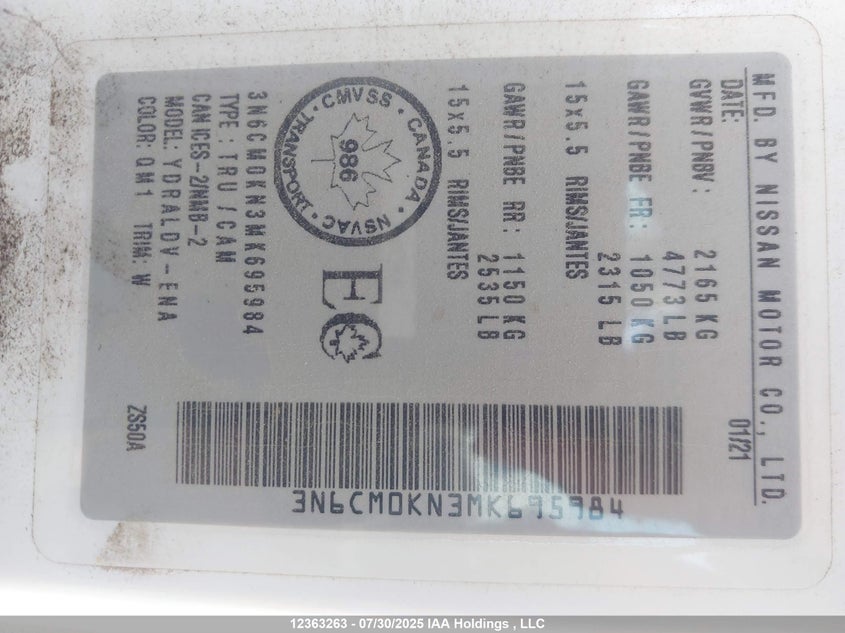 MFD BY NISSAN MOTOR CO., LTD.
DATE: 01/21
GVWR/PNBV: 2165 KG
4773 LB
GAWR/PNBE FR: 1050 KG
2315 LB
15x5.5 RIMS/JANTES
GAWR/PNBE RR: 1150 KG
2535 LB
15x5.5 RIMS/JANTES
CMVSS · CANADA · NSVAC · TRANSPORT
986
EC
3N6CM0KN3MK695984
TYPE: TRU /CAM
CAN ICES-2/NMB-2
MODEL: YDRALDV-ENA
COLOR: QM1 TRIM: W
ZS50A
3N6CM0KN3MK695984
12363263 - 07/30/2025 IAA Holdings , LLC